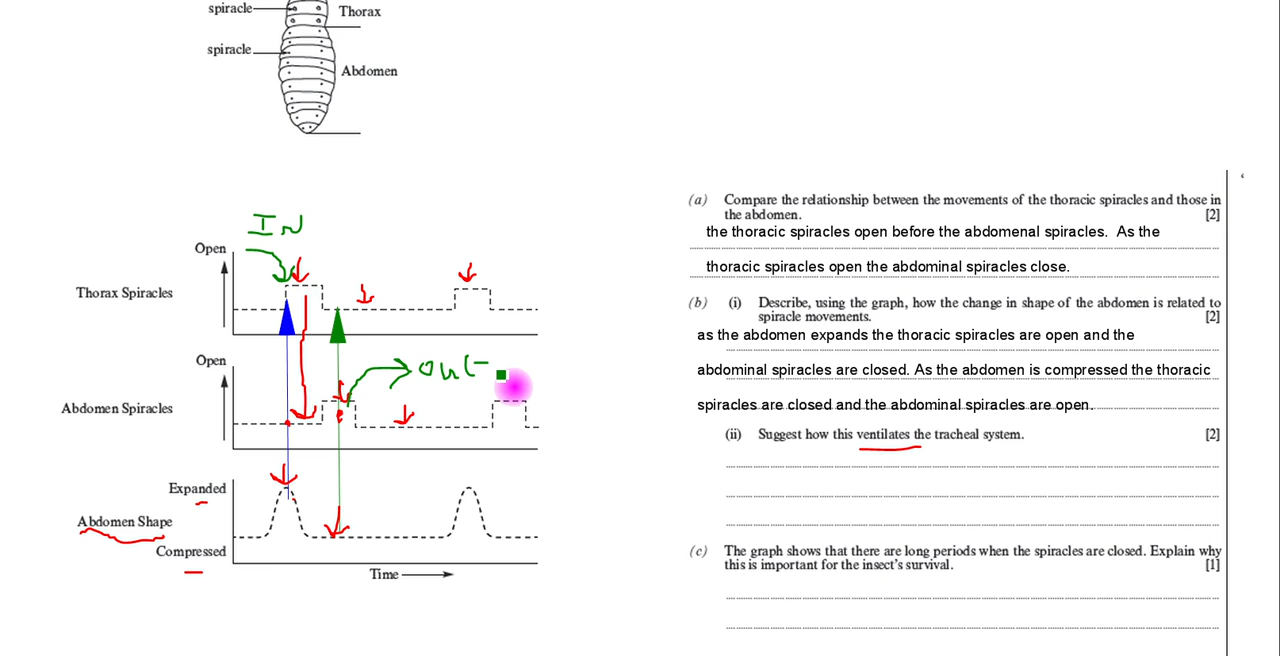 spiracle
Thorax
spiracle
Abdomen
IN
Open
Thorax Spiracles
Open
out
Abdomen Spiracles
Expanded
Abdomen Shape
Compressed
Time
(a) Compare the relationship between the movements of the thoracic spiracles and those in
the abdomen. [2]
the thoracic spiracles open before the abdomenal spiracles. As the
thoracic spiracles open the abdominal spiracles close.
(b) (i) Describe, using the graph, how the change in shape of the abdomen is related to
spiracle movements. [2]
as the abdomen expands the thoracic spiracles are open and the
abdominal spiracles are closed. As the abdomen is compressed the thoracic
spiracles are closed and the abdominal spiracles are open.
(ii) Suggest how this ventilates the tracheal system. [2]
(c) The graph shows that there are long periods when the spiracles are closed. Explain why
this is important for the insect's survival. [1]